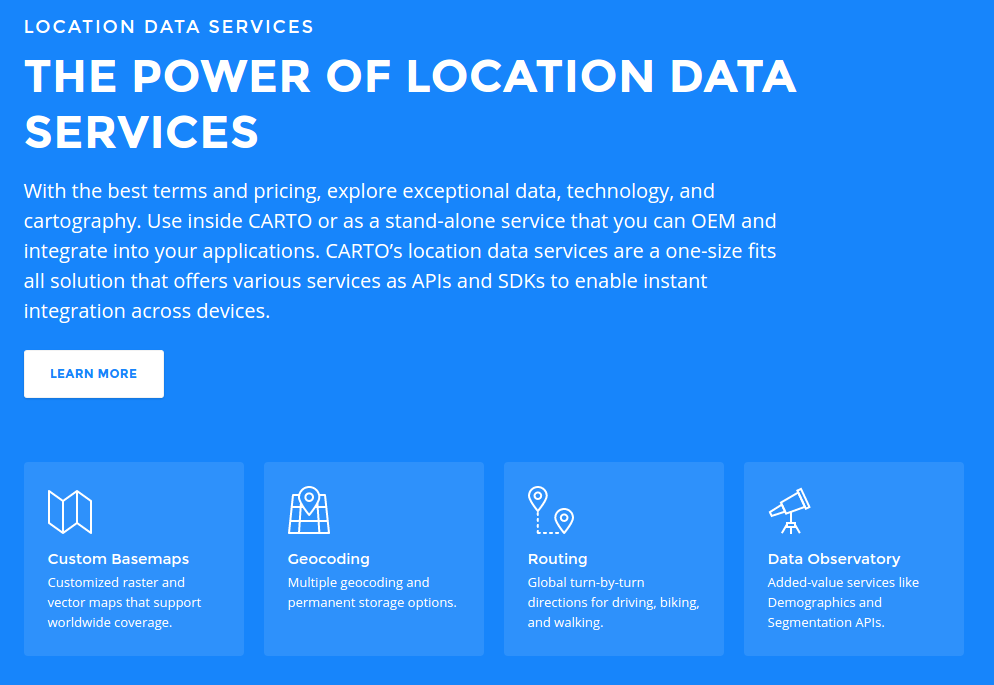 LOCATION DATA SERVICES
THE POWER OF LOCATION DATA
SERVICES
With the best terms and pricing, explore exceptional data, technology, and
cartography. Use inside CARTO or as a stand-alone service that you can OEM and
integrate into your applications. CARTO’s location data services are a one-size fits
all solution that offers various services as APIs and SDKs to enable instant
integration across devices.
LEARN MORE
Custom Basemaps
Customized raster and
vector maps that support
worldwide coverage.
Geocoding
Multiple geocoding and
permanent storage options.
Routing
Global turn-by-turn
directions for driving, biking,
and walking.
Data Observatory
Added-value services like
Demographics and
Segmentation APIs.